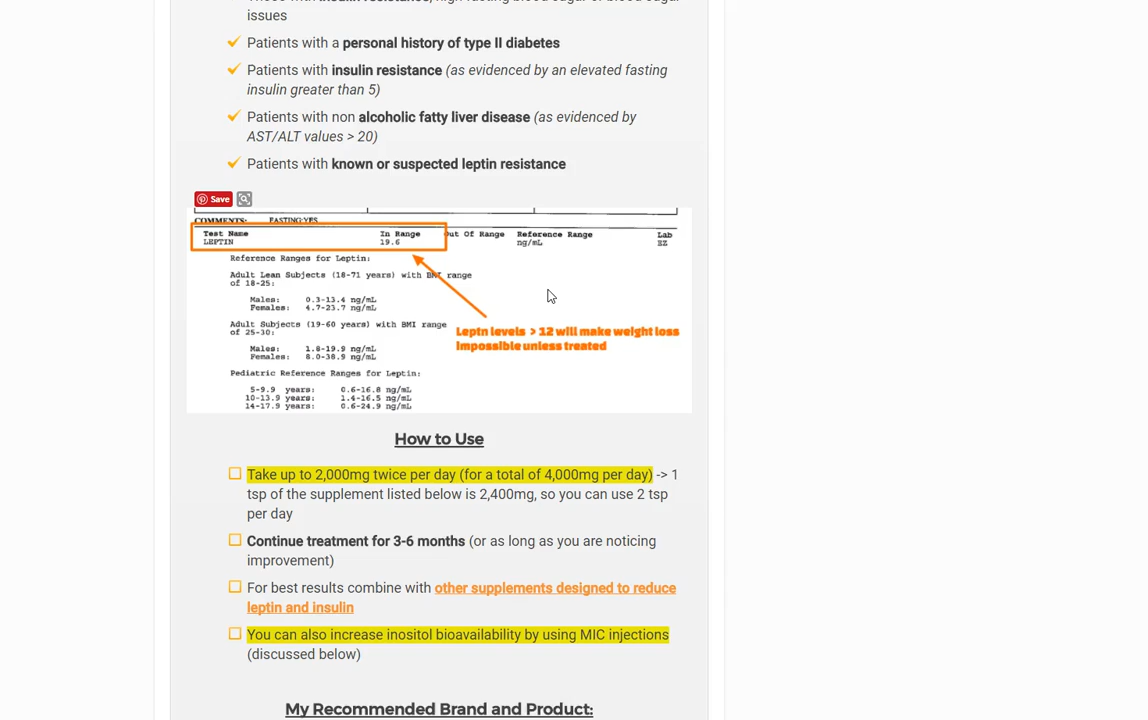 issues
Patients with a personal history of type II diabetes
Patients with insulin resistance (as evidenced by an elevated fasting
insulin greater than 5)
Patients with non alcoholic fatty liver disease (as evidenced by
AST/ALT values > 20)
Patients with known or suspected leptin resistance
Save
COMMENTS: FASTING:YES
Test Name In Range Out Of Range Reference Range Lab
LEPTIN 19.6 ng/mL EZ
Reference Ranges for Leptin:
Adult Lean Subjects (18-71 years) with BMI range
of 18-25:
Males: 0.3-13.4 ng/mL
Females: 4.7-23.7 ng/mL
Adult Subjects (19-60 years) with BMI range
of 25-30:
Males: 1.8-19.9 ng/mL
Females: 8.0-38.9 ng/mL
Pediatric Reference Ranges for Leptin:
5-9.9 years: 0.6-16.8 ng/mL
10-13.9 years: 1.4-16.5 ng/mL
14-17.9 years: 0.6-24.9 ng/mL
Leptn levels > 12 will make weight loss
impossible unless treated
How to Use
Take up to 2,000mg twice per day (for a total of 4,000mg per day) -> 1
tsp of the supplement listed below is 2,400mg, so you can use 2 tsp
per day
Continue treatment for 3-6 months (or as long as you are noticing
improvement)
For best results combine with other supplements designed to reduce
leptin and insulin
You can also increase inositol bioavailability by using MIC injections
(discussed below)
My Recommended Brand and Product: